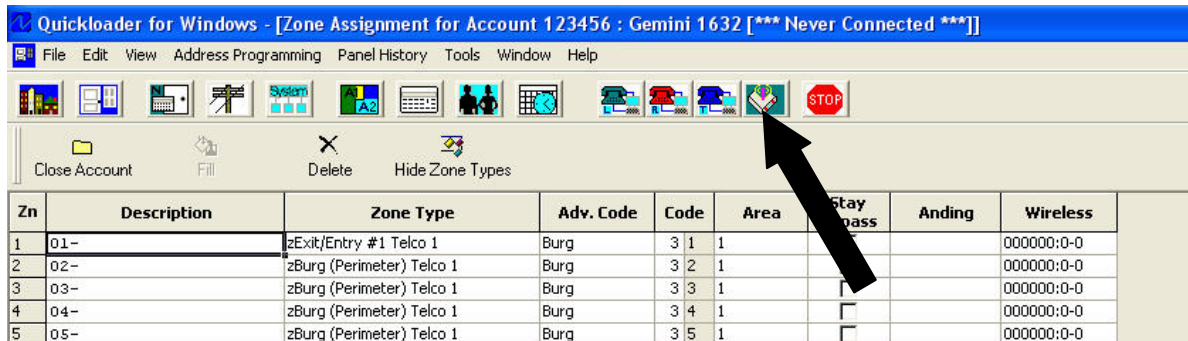 Quickloader for Windows - [Zone Assignment for Account 123456 : Gemini 1632 [*** Never Connected ***]]
File Edit View Address Programming Panel History Tools Window Help
N System A1 A2 L R T STOP
Close Account Fill Delete Hide Zone Types
Zn Description Zone Type Adv. Code Code Area Stay Anding Wireless
1 01- zExit/Entry #1 Telco 1 Burg 3 1 1 000000:0-0
2 02- zBurg (Perimeter) Telco 1 Burg 3 2 1 000000:0-0
3 03- zBurg (Perimeter) Telco 1 Burg 3 3 1 000000:0-0
4 04- zBurg (Perimeter) Telco 1 Burg 3 4 1 000000:0-0
5 05- zBurg (Perimeter) Telco 1 Burg 3 5 1 000000:0-0